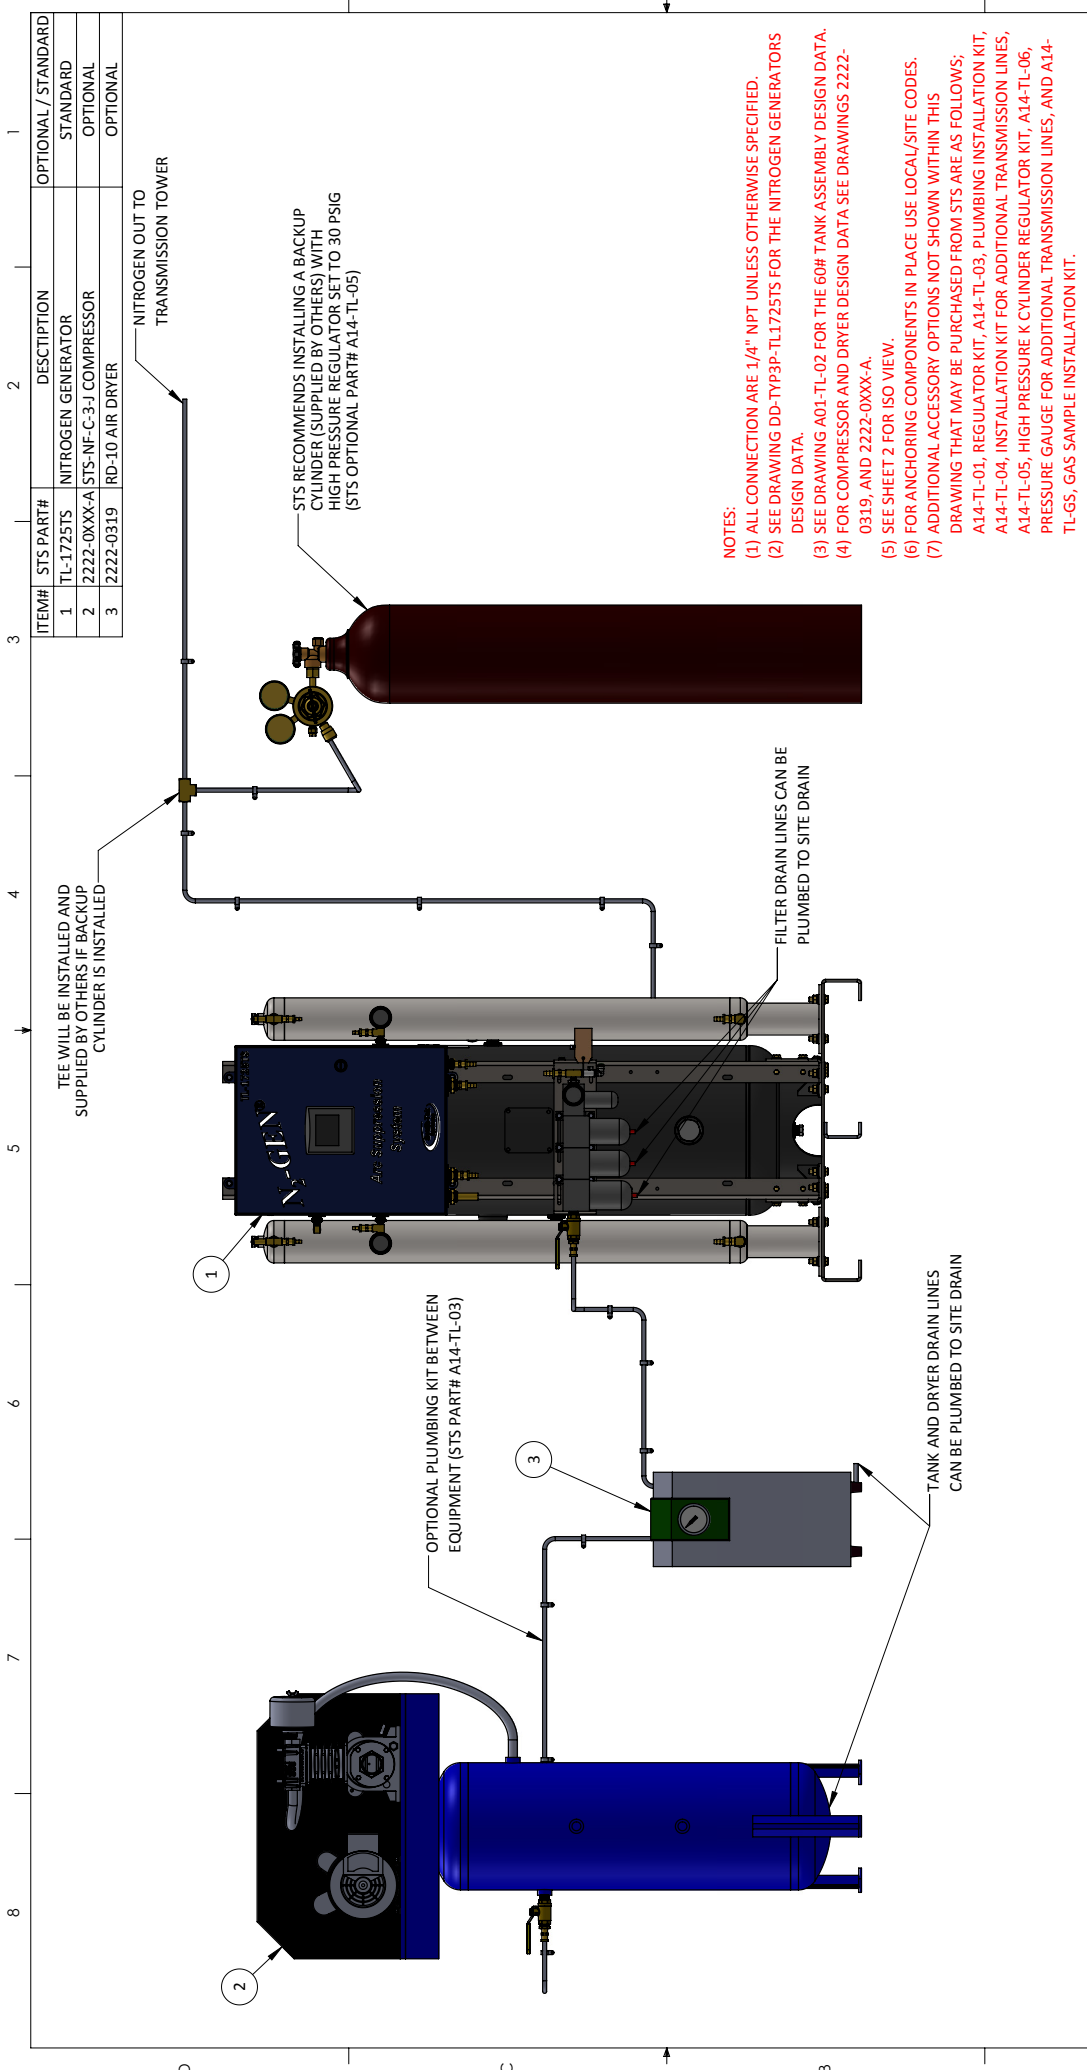 8
7
6
5
4
3
2
1
ITEM# STS PART# DESCTIPTION OPTIONAL / STANDARD
1 TL-1725TS NITROGEN GENERATOR STANDARD
2 2222-0XXX-A STS-NF-C-3-J COMPRESSOR OPTIONAL
3 2222-0319 RD-10 AIR DRYER OPTIONAL
NITROGEN OUT TO
TRANSMISSION TOWER
TEE WILL BE INSTALLED AND
SUPPLIED BY OTHERS IF BACKUP
CYLINDER IS INSTALLED
STS RECOMMENDS INSTALLING A BACKUP
CYLINDER (SUPPLIED BY OTHERS) WITH
HIGH PRESSURE REGULATOR SET TO 30 PSIG
(STS OPTIONAL PART# A14-TL-05)
2
1
N2-GEN®
Arc Suppression
System
OPTIONAL PLUMBING KIT BETWEEN
EQUIPMENT (STS PART# A14-TL-03)
3
FILTER DRAIN LINES CAN BE
PLUMBED TO SITE DRAIN
TANK AND DRYER DRAIN LINES
CAN BE PLUMBED TO SITE DRAIN
NOTES:
(1) ALL CONNECTION ARE 1/4" NPT UNLESS OTHERWISE SPECIFIED.
(2) SEE DRAWING DD-TYP3P-TL1725TS FOR THE NITROGEN GENERATORS
DESIGN DATA.
(3) SEE DRAWING A01-TL-02 FOR THE 60# TANK ASSEMBLY DESIGN DATA.
(4) FOR COMPRESSOR AND DRYER DESIGN DATA SEE DRAWINGS 2222-
0319, AND 2222-0XXX-A.
(5) SEE SHEET 2 FOR ISO VIEW.
(6) FOR ANCHORING COMPONENTS IN PLACE USE LOCAL/SITE CODES.
(7) ADDITIONAL ACCESSORY OPTIONS NOT SHOWN WITHIN THIS
DRAWING THAT MAY BE PURCHASED FROM STS ARE AS FOLLOWS;
A14-TL-01, REGULATOR KIT, A14-TL-03, PLUMBING INSTALLATION KIT,
A14-TL-04, INSTALLATION KIT FOR ADDITIONAL TRANSMISSION LINES,
A14-TL-05, HIGH PRESSURE K CYLINDER REGULATOR KIT, A14-TL-06,
PRESSURE GAUGE FOR ADDITIONAL TRANSMISSION LINES, AND A14-
TL-GS, GAS SAMPLE INSTALLATION KIT.